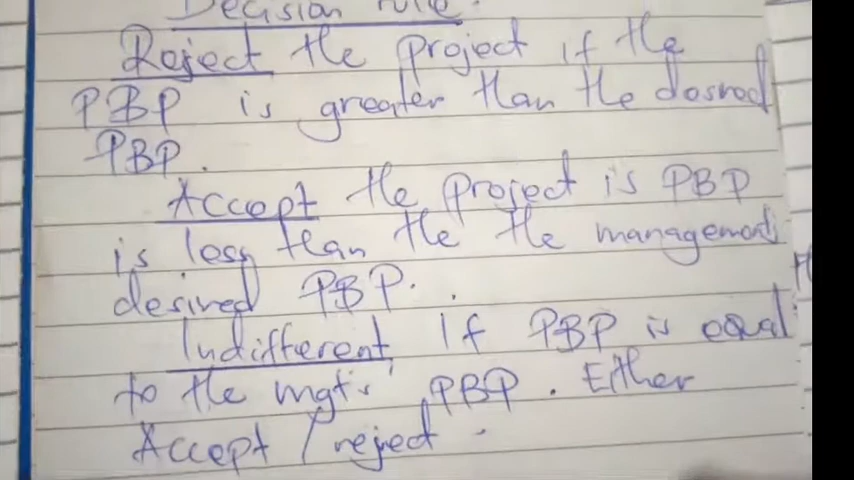 Decision rule.
Reject the project if the
PBP is greater than the desired
PBP.
Accept the project is PBP
is less than the the management
desired PBP.
Indifferent If PBP is equal
to the mgt's PBP. Either
Accept / reject.